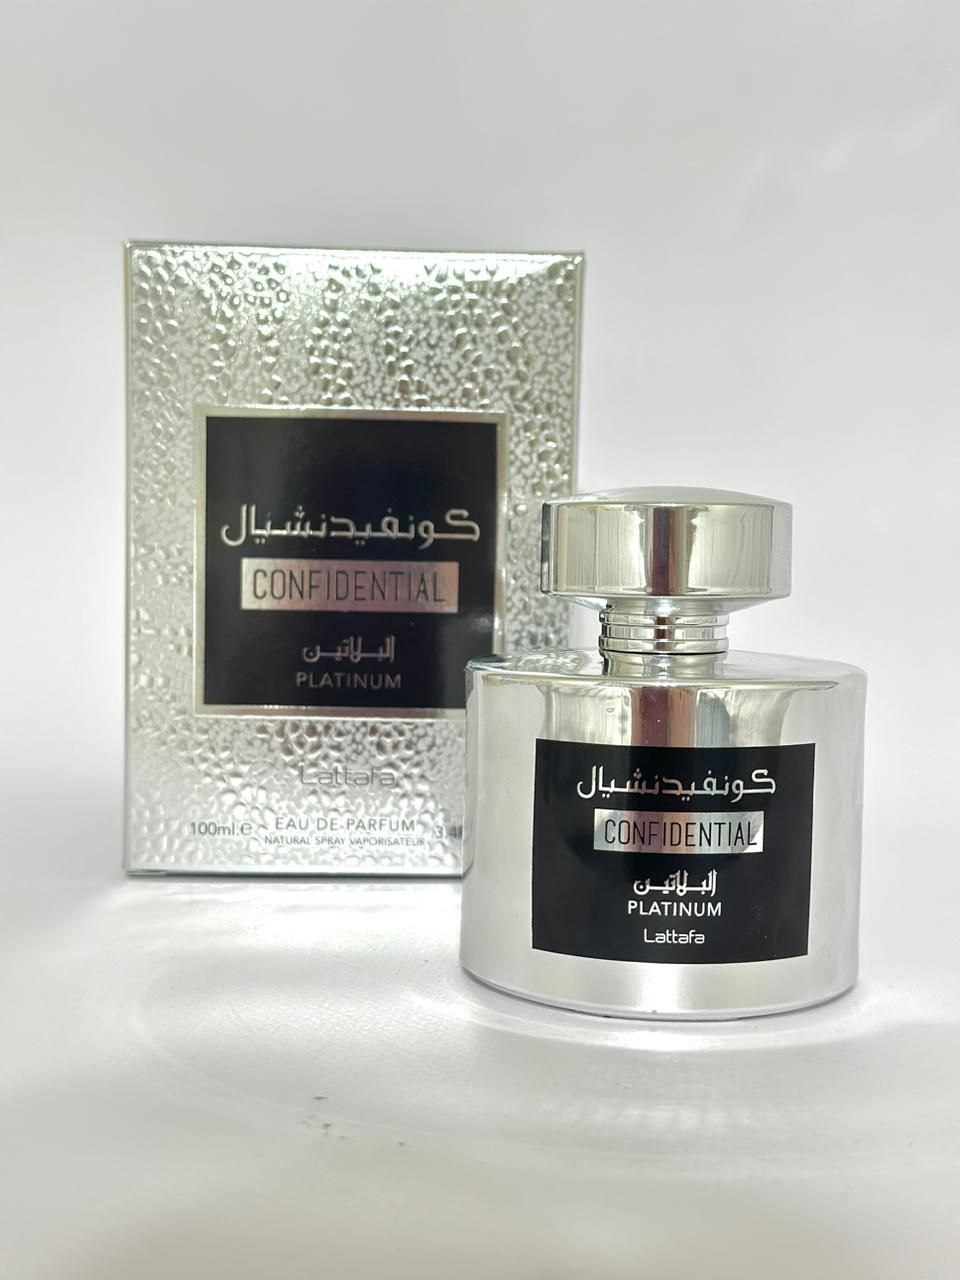 كونفيدنشيال
CONFIDENTIAL
البلاتين
PLATINUM
Lattafa
100ml.e EAU DE PARFUM
NATURAL SPRAY VAPORISATEUR
كونفيدنشيال
CONFIDENTIAL
البلاتين
PLATINUM
Lattafa